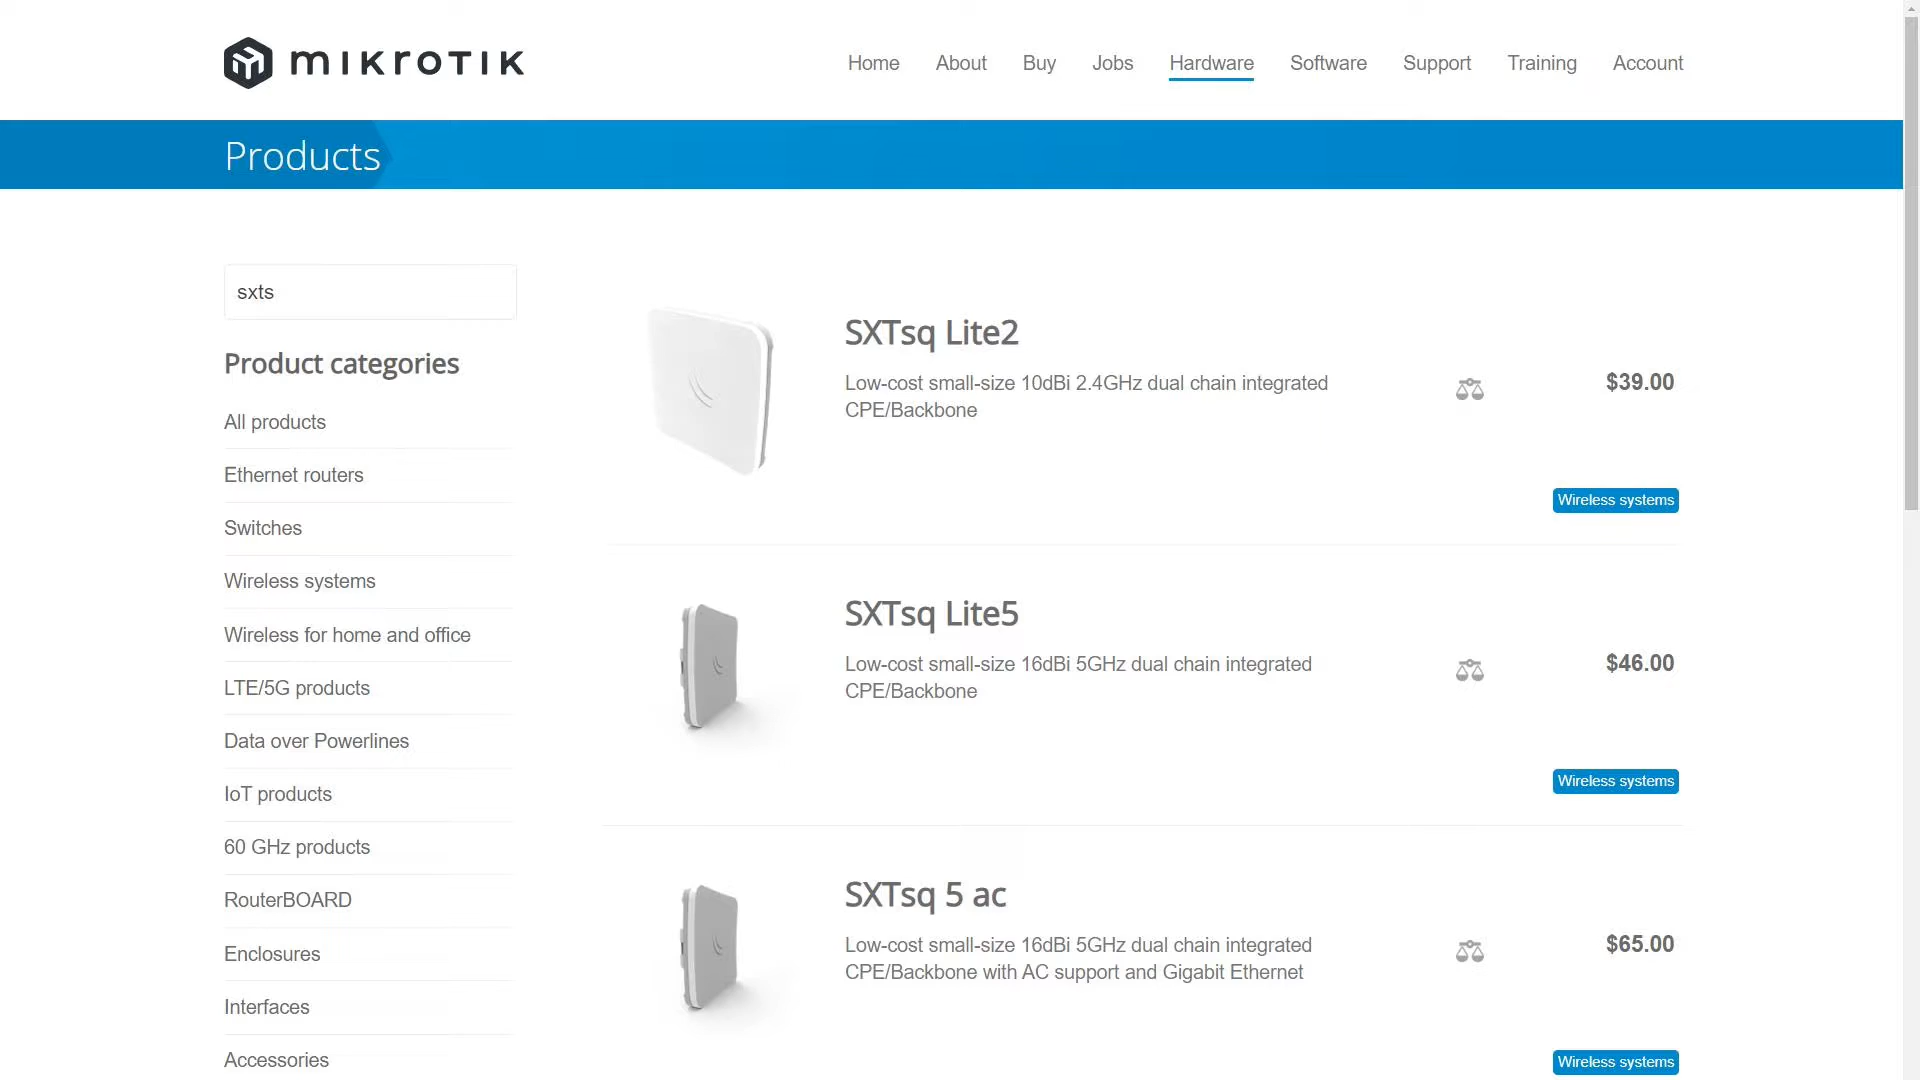 mikrotik
Home About Buy Jobs Hardware Software Support Training Account
Products
sxts
Product categories
All products
Ethernet routers
Switches
Wireless systems
Wireless for home and office
LTE/5G products
Data over Powerlines
IoT products
60 GHz products
RouterBOARD
Enclosures
Interfaces
Accessories
SXTsq Lite2
Low-cost small-size 10dBi 2.4GHz dual chain integrated
CPE/Backbone
$39.00
Wireless systems
SXTsq Lite5
Low-cost small-size 16dBi 5GHz dual chain integrated
CPE/Backbone
$46.00
Wireless systems
SXTsq 5 ac
Low-cost small-size 16dBi 5GHz dual chain integrated
CPE/Backbone with AC support and Gigabit Ethernet
$65.00
Wireless systems